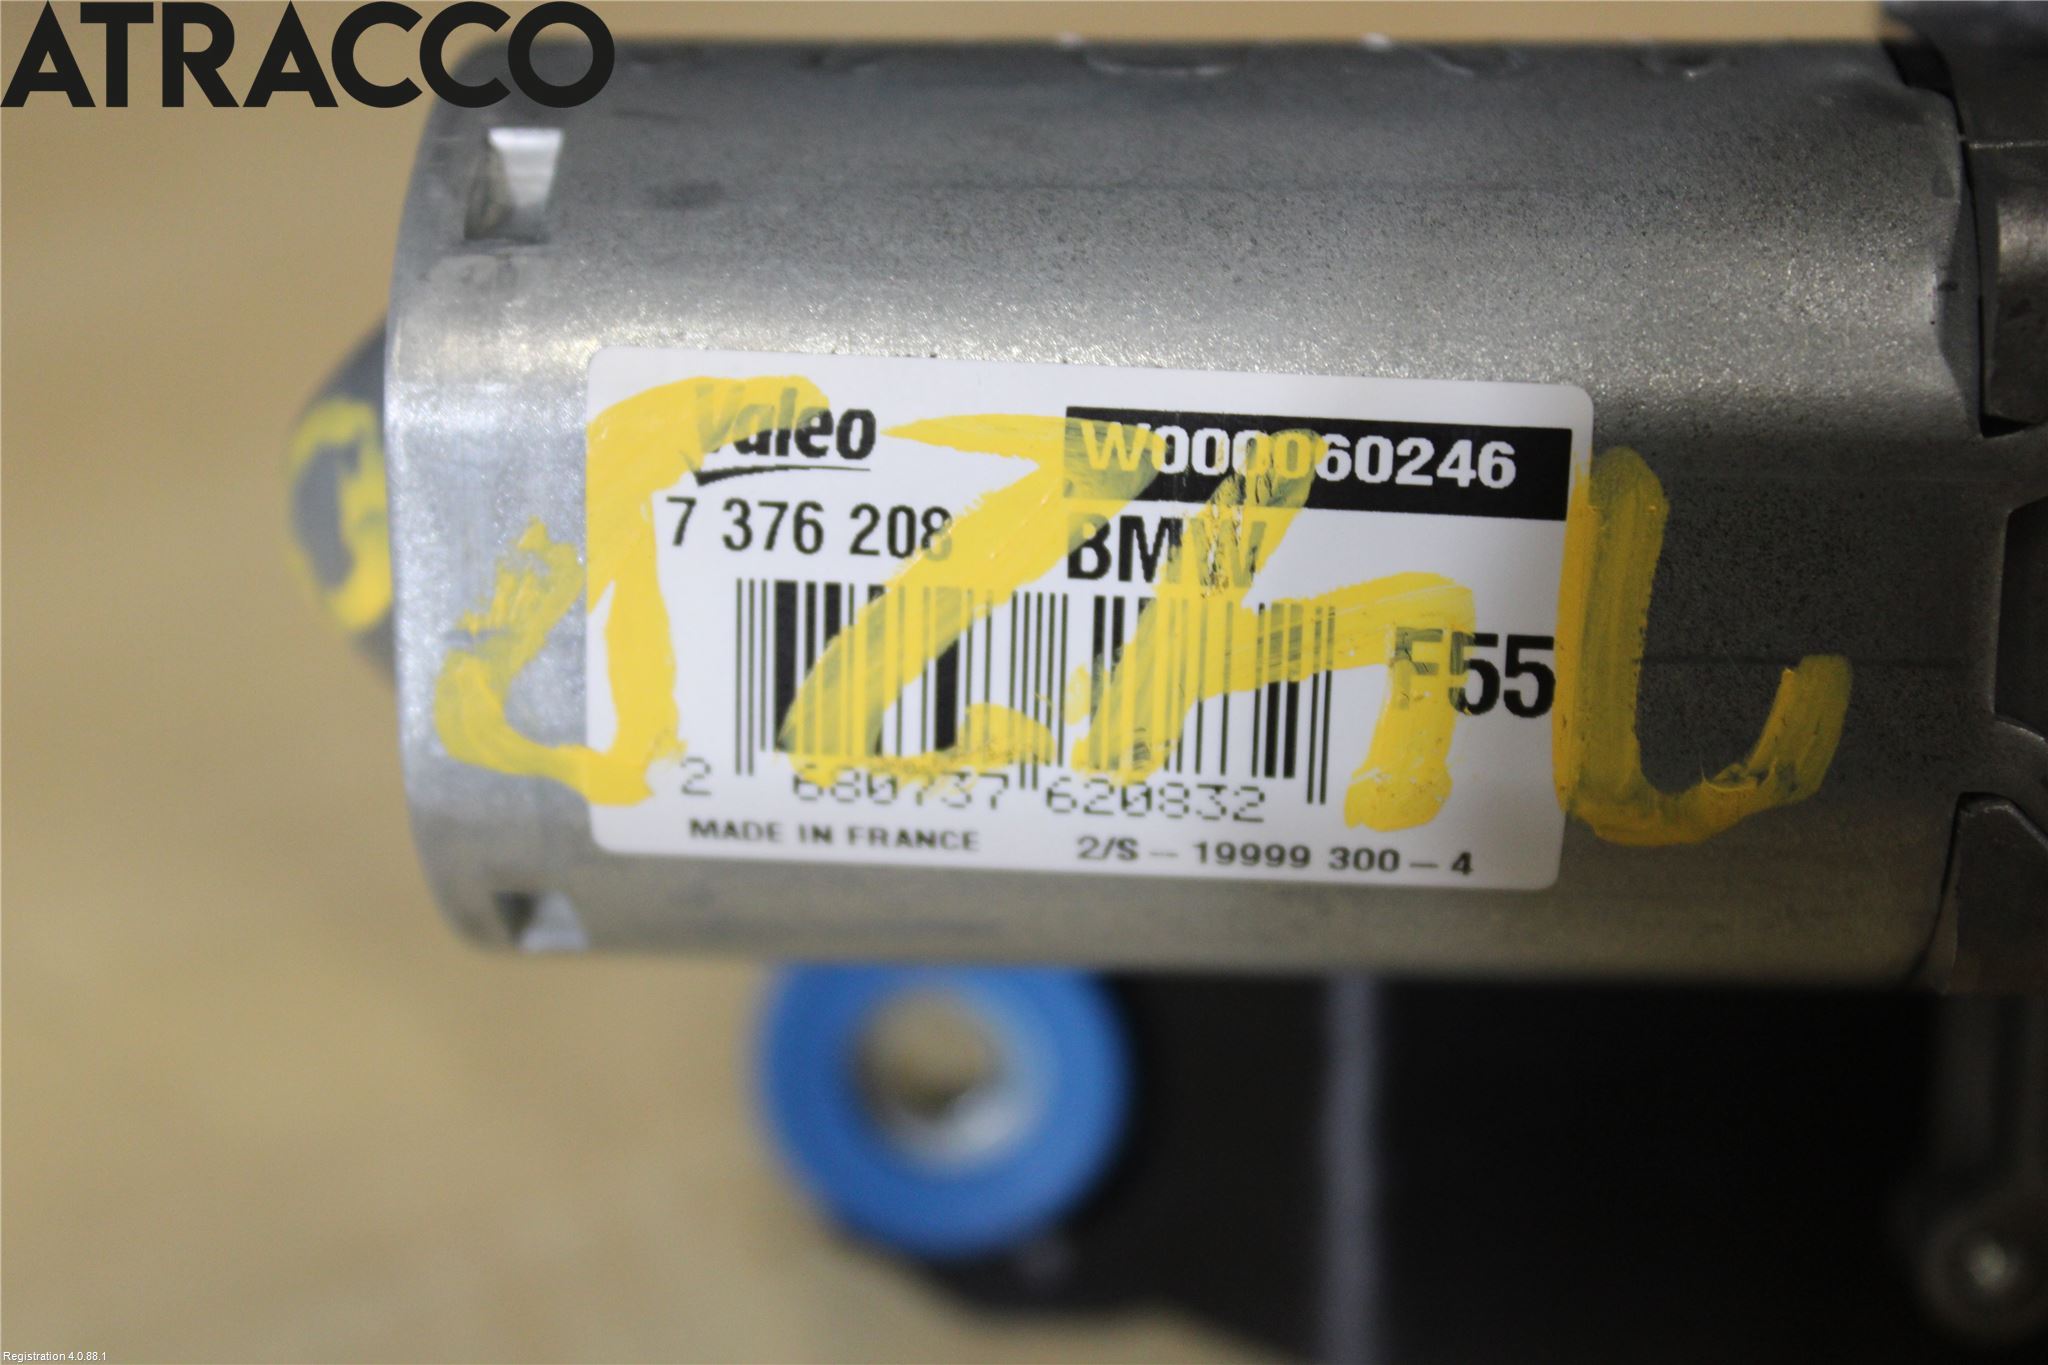 ATRACCO
Valeo
W000060246
7 376 208
BMW
F55
2 680737 620832
MADE IN FRANCE
2/S - 19999 300 - 4
Registration 4.0.88.1